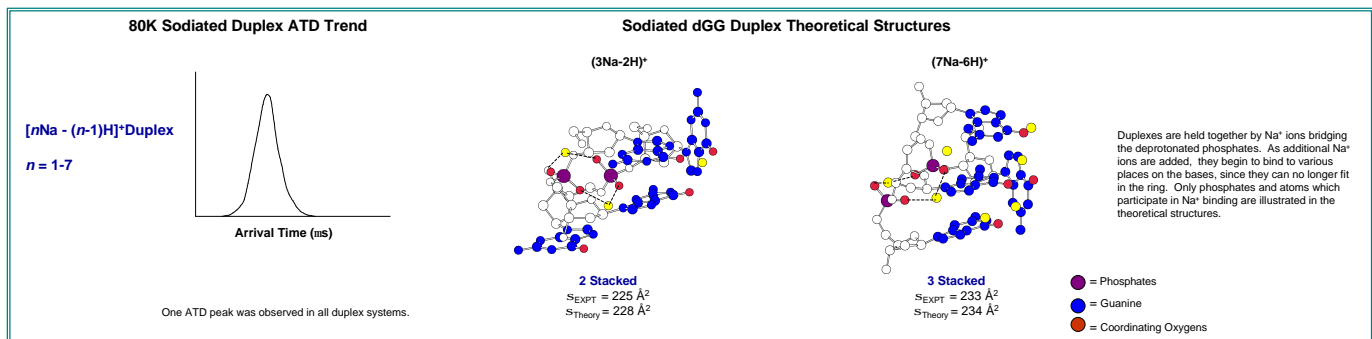 80K Sodiated Duplex ATD Trend
[nNa - (n-1)H]⁺Duplex
n = 1-7
Arrival Time (ms)
One ATD peak was observed in all duplex systems.
Sodiated dGG Duplex Theoretical Structures
(3Na-2H)⁺
2 Stacked
sEXPT = 225 Å²
sTheory = 228 Å²
(7Na-6H)⁺
3 Stacked
sEXPT = 233 Å²
sTheory = 234 Å²
Duplexes are held together by Na⁺ ions bridging
the deprotonated phosphates. As additional Na⁺
ions are added, they begin to bind to various
places on the bases, since they can no longer fit
in the ring. Only phosphates and atoms which
participate in Na⁺ binding are illustrated in the
theoretical structures.
= Phosphates
= Guanine
= Coordinating Oxygens